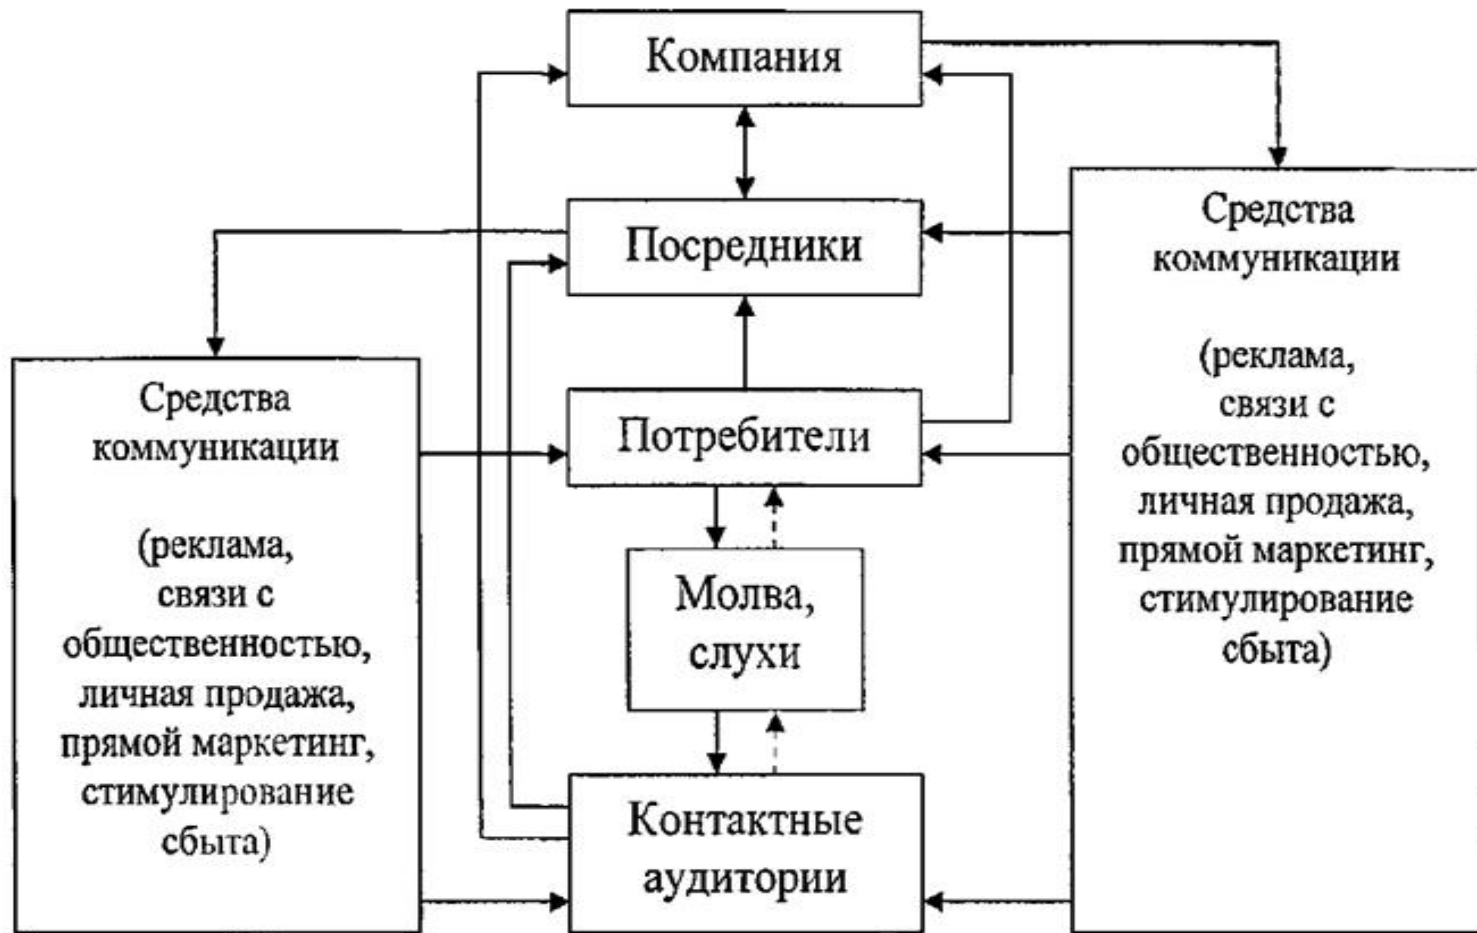 Компания
Посредники
Потребители
Молва,
слухи
Контактные
аудитории
Средства
коммуникации
(реклама,
связи с
общественностью,
личная продажа,
прямой маркетинг,
стимулирование
сбыта)
Средства
коммуникации
(реклама,
связи с
общественностью,
личная продажа,
прямой маркетинг,
стимулирование
сбыта)